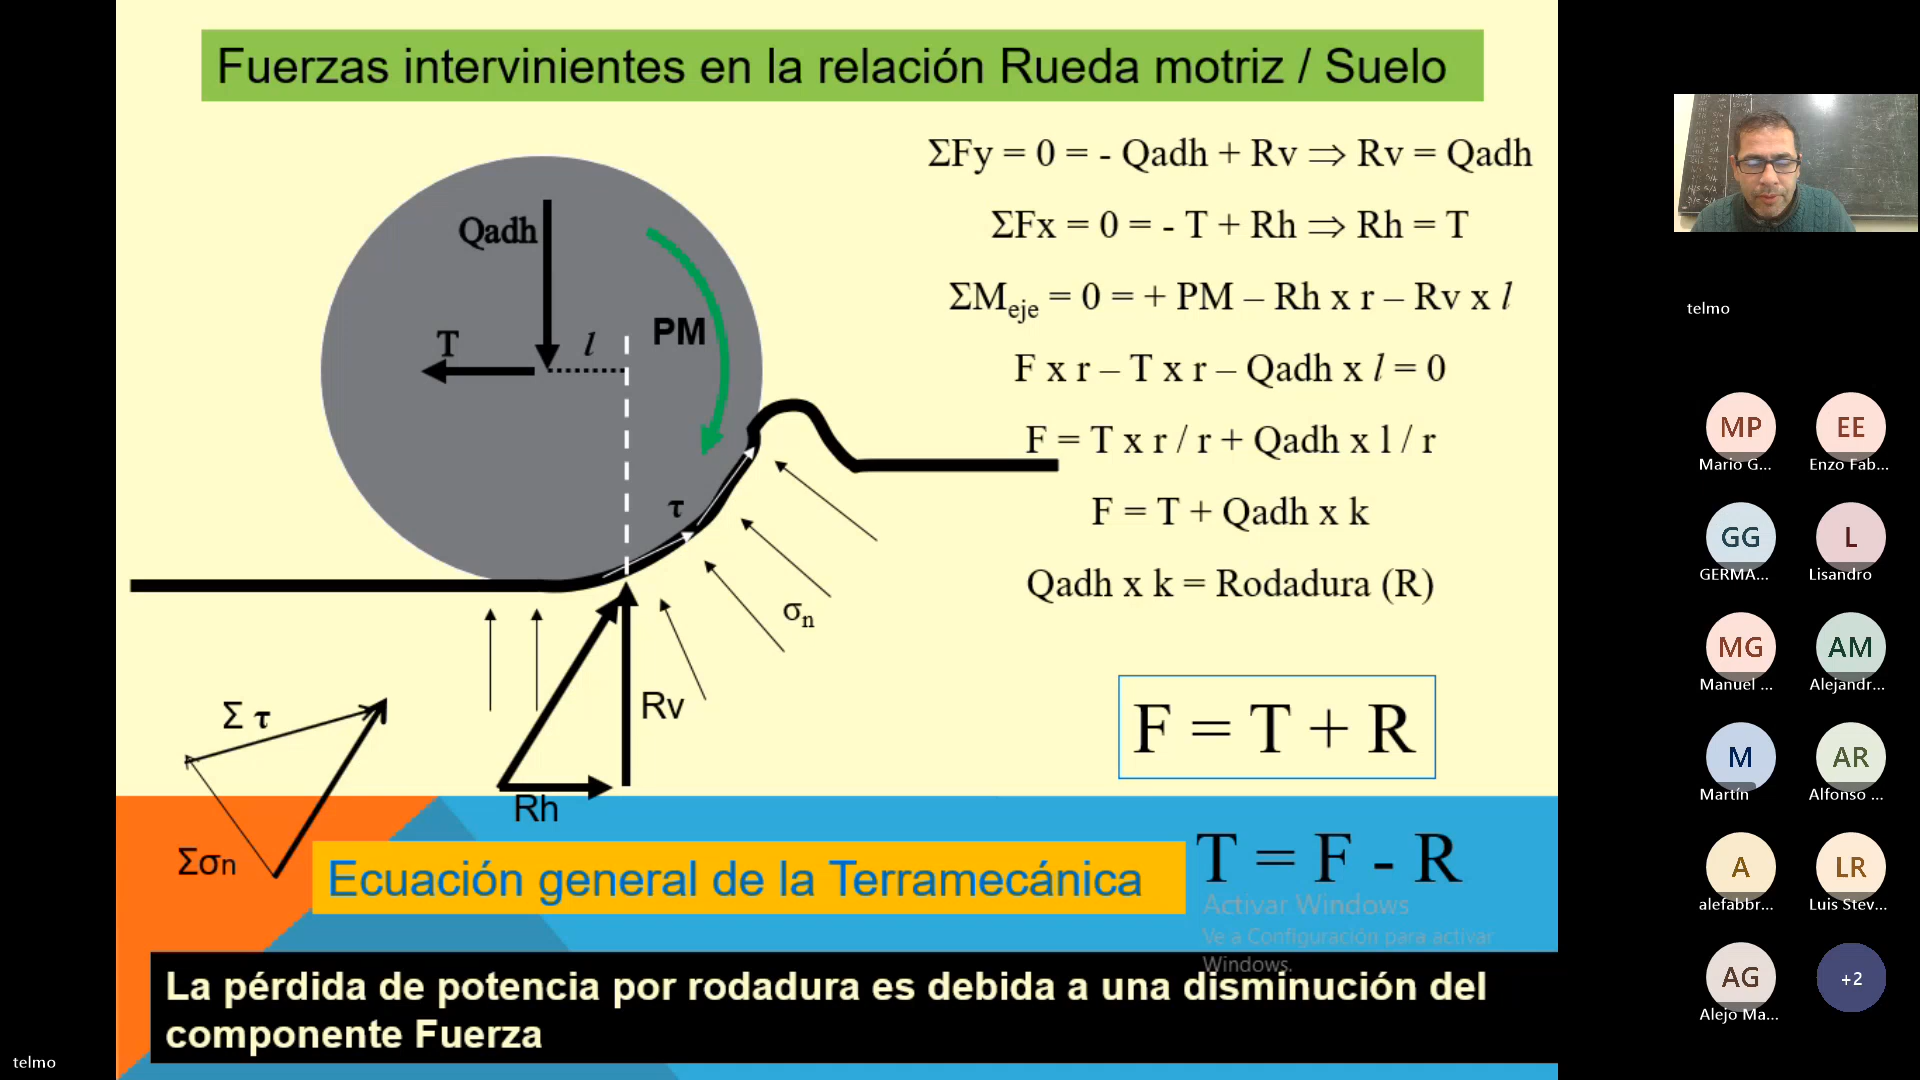 Fuerzas intervinientes en la relación Rueda motriz / Suelo
ΣFy = 0 = - Qadh + Rv ⇒ Rv = Qadh
ΣFx = 0 = - T + Rh ⇒ Rh = T
ΣMeje = 0 = + PM – Rh x r – Rv x l
F x r – T x r – Qadh x l = 0
F = T x r / r + Qadh x l / r
F = T + Qadh x k
Qadh x k = Rodadura (R)
F = T + R
Qadh
T
l
PM
τ
σn
Rv
Rh
Σ τ
Σσn
Ecuación general de la Terramecánica
T = F - R
Activar Windows
Ve a Configuración para activar
Windows.
La pérdida de potencia por rodadura es debida a una disminución del
componente Fuerza
telmo
telmo
MP
Mario G...
EE
Enzo Fab...
GG
GERMA...
L
Lisandro
MG
Manuel ...
AM
Alejandr...
M
Martín
AR
Alfonso ...
A
alefabbr...
LR
Luis Stev...
AG
Alejo Ma...
+2